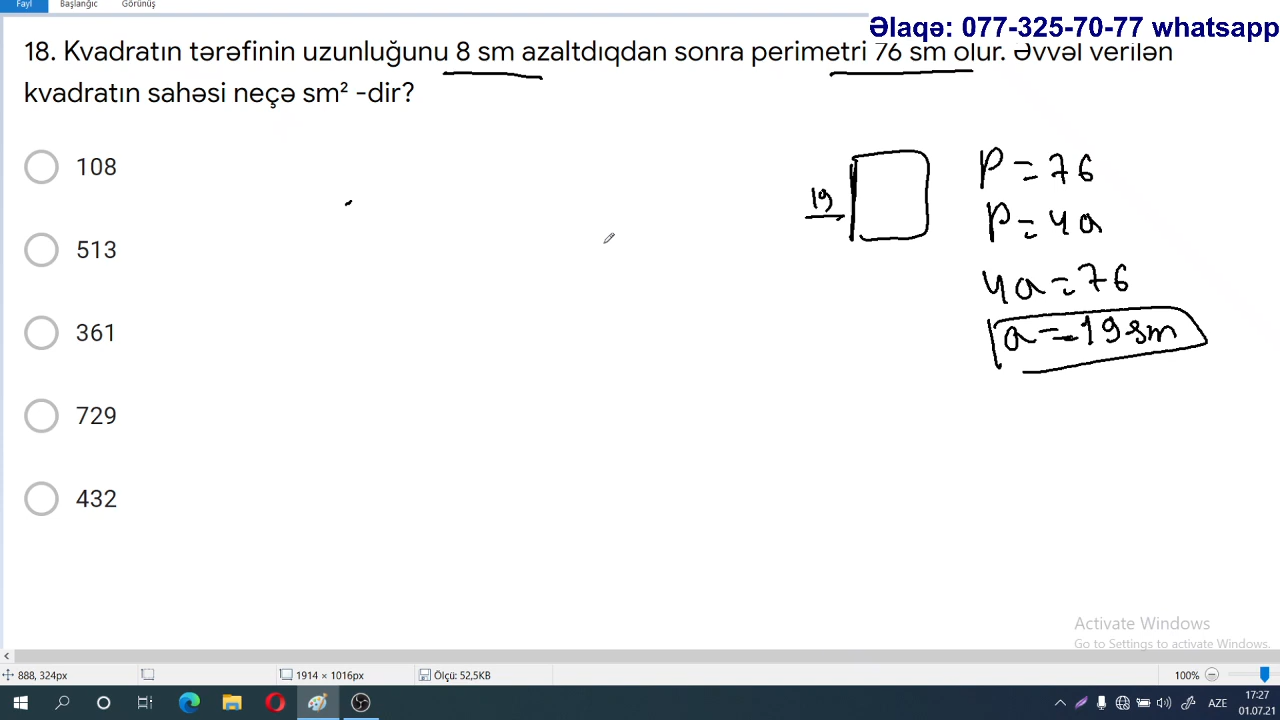 Fayl Başlanğıc Görünüş
Əlaqə: 077-325-70-77 whatsapp
18. Kvadratın tərəfinin uzunluğunu 8 sm azaltdıqdan sonra perimetri 76 sm olur. Əvvəl verilən
kvadratın sahəsi neçə sm² -dir?
108
513
361
729
432
19
P=76
P=4a
4a=76
a=19sm
Activate Windows
Go to Settings to activate Windows.
888, 324px 1914 × 1016px Ölçü: 52,5KB 100%
AZE 17:27
01.07.21